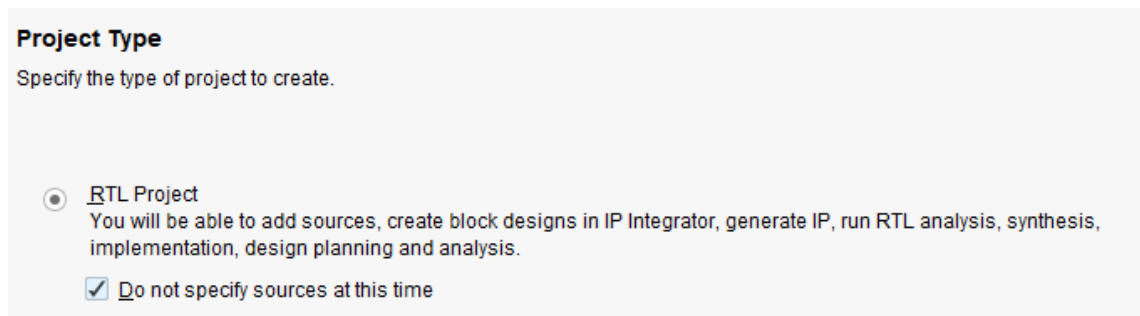 Project Type
Specify the type of project to create.
RTL Project
You will be able to add sources, create block designs in IP Integrator, generate IP, run RTL analysis, synthesis,
implementation, design planning and analysis.
Do not specify sources at this time